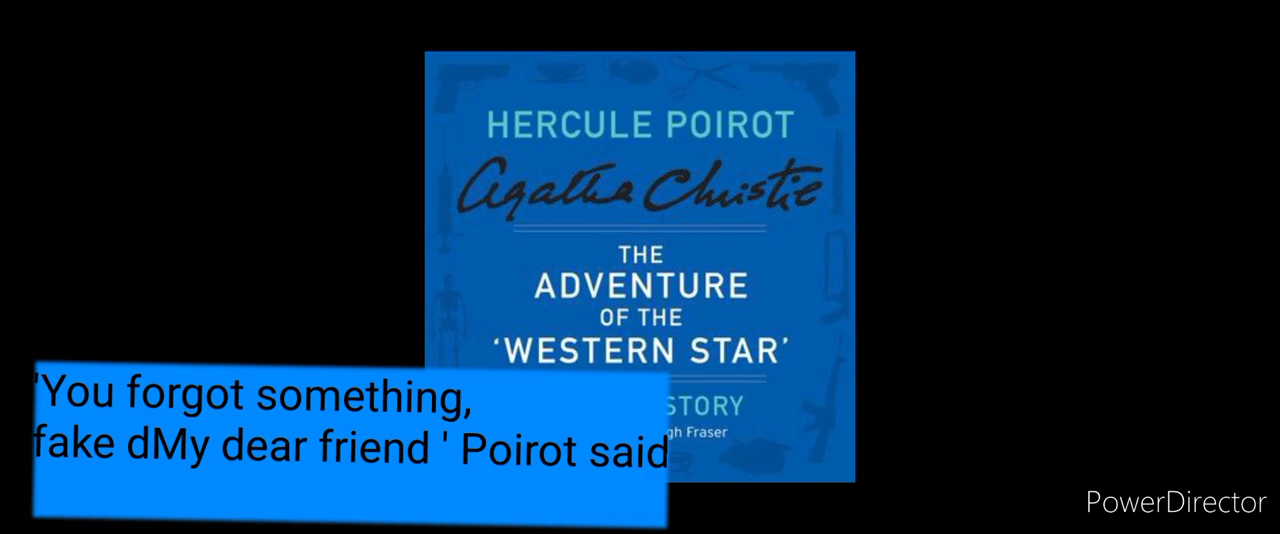 HERCULE POIROT
Agatha Christie
THE
ADVENTURE
OF THE
‘WESTERN STAR’
STORY
gh Fraser
'You forgot something,
fake dMy dear friend ' Poirot said
PowerDirector